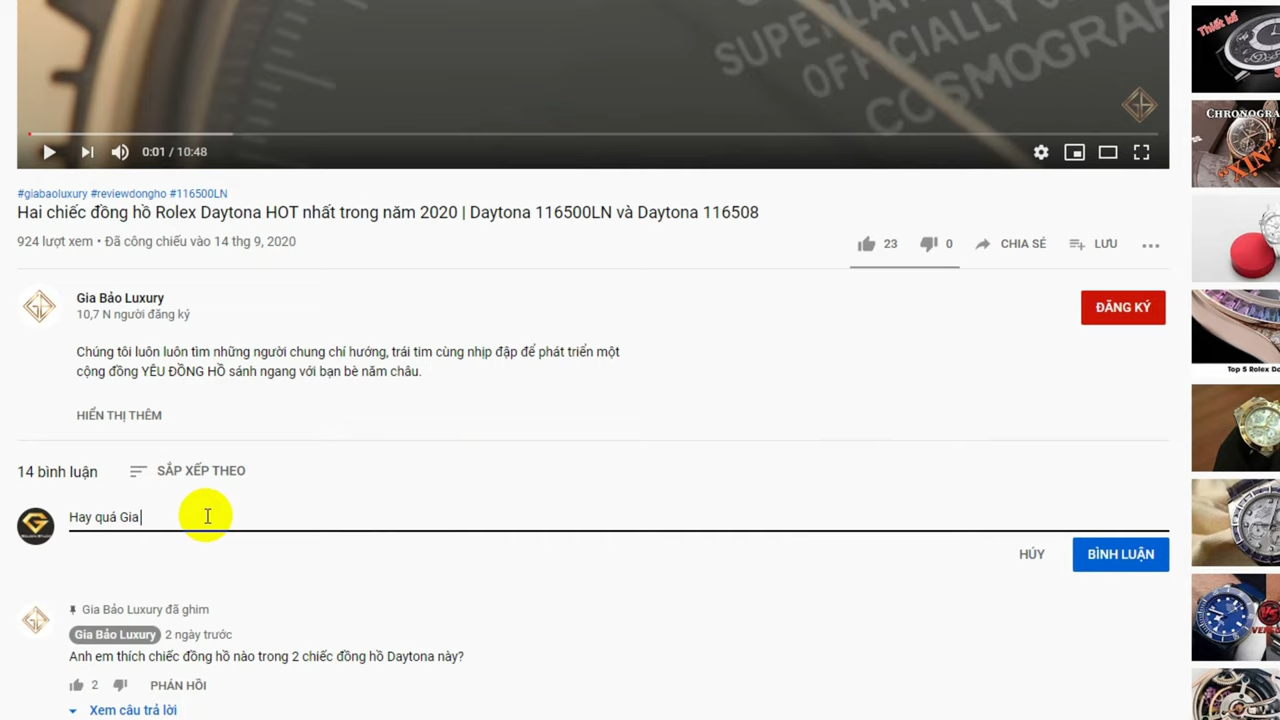 SUPERLAT
OFFICIALLY
COSMOGRA
0:01 / 10:48
#giabaoluxury #reviewdongho #116500LN
Hai chiếc đồng hồ Rolex Daytona HOT nhất trong năm 2020 | Daytona 116500LN và Daytona 116508
924 lượt xem • Đã công chiếu vào 14 thg 9, 2020
23
0
CHIA SẺ
LƯU
Gia Bảo Luxury
10,7 N người đăng ký
ĐĂNG KÝ
Chúng tôi luôn luôn tìm những người chung chí hướng, trái tim cùng nhịp đập để phát triển một
cộng đồng YÊU ĐỒNG HỒ sánh ngang với bạn bè năm châu.
HIỂN THỊ THÊM
14 bình luận
SẮP XẾP THEO
Hay quá Gia
HỦY
BÌNH LUẬN
Gia Bảo Luxury đã ghim
Gia Bảo Luxury 2 ngày trước
Anh em thích chiếc đồng hồ nào trong 2 chiếc đồng hồ Daytona này?
2
PHẢN HỒI
Xem câu trả lời
Thiết kế
CHRONOGRA
"XỊN"
Top 5 Rolex Da
VS